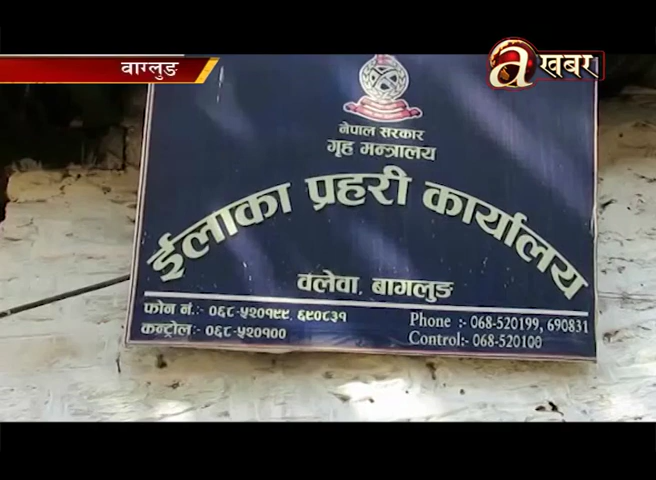 बाग्लुङ
a खबर
नेपाल सरकार
गृह मन्त्रालय
ईलाका प्रहरी कार्यालय
वलेवा, बागलुङ
फोन नं.:- ०६८-५२०१९९, ६९०८३१
कन्ट्रोल:- ०६८-५२०१००
Phone :- 068-520199, 690831
Control:- 068-520100